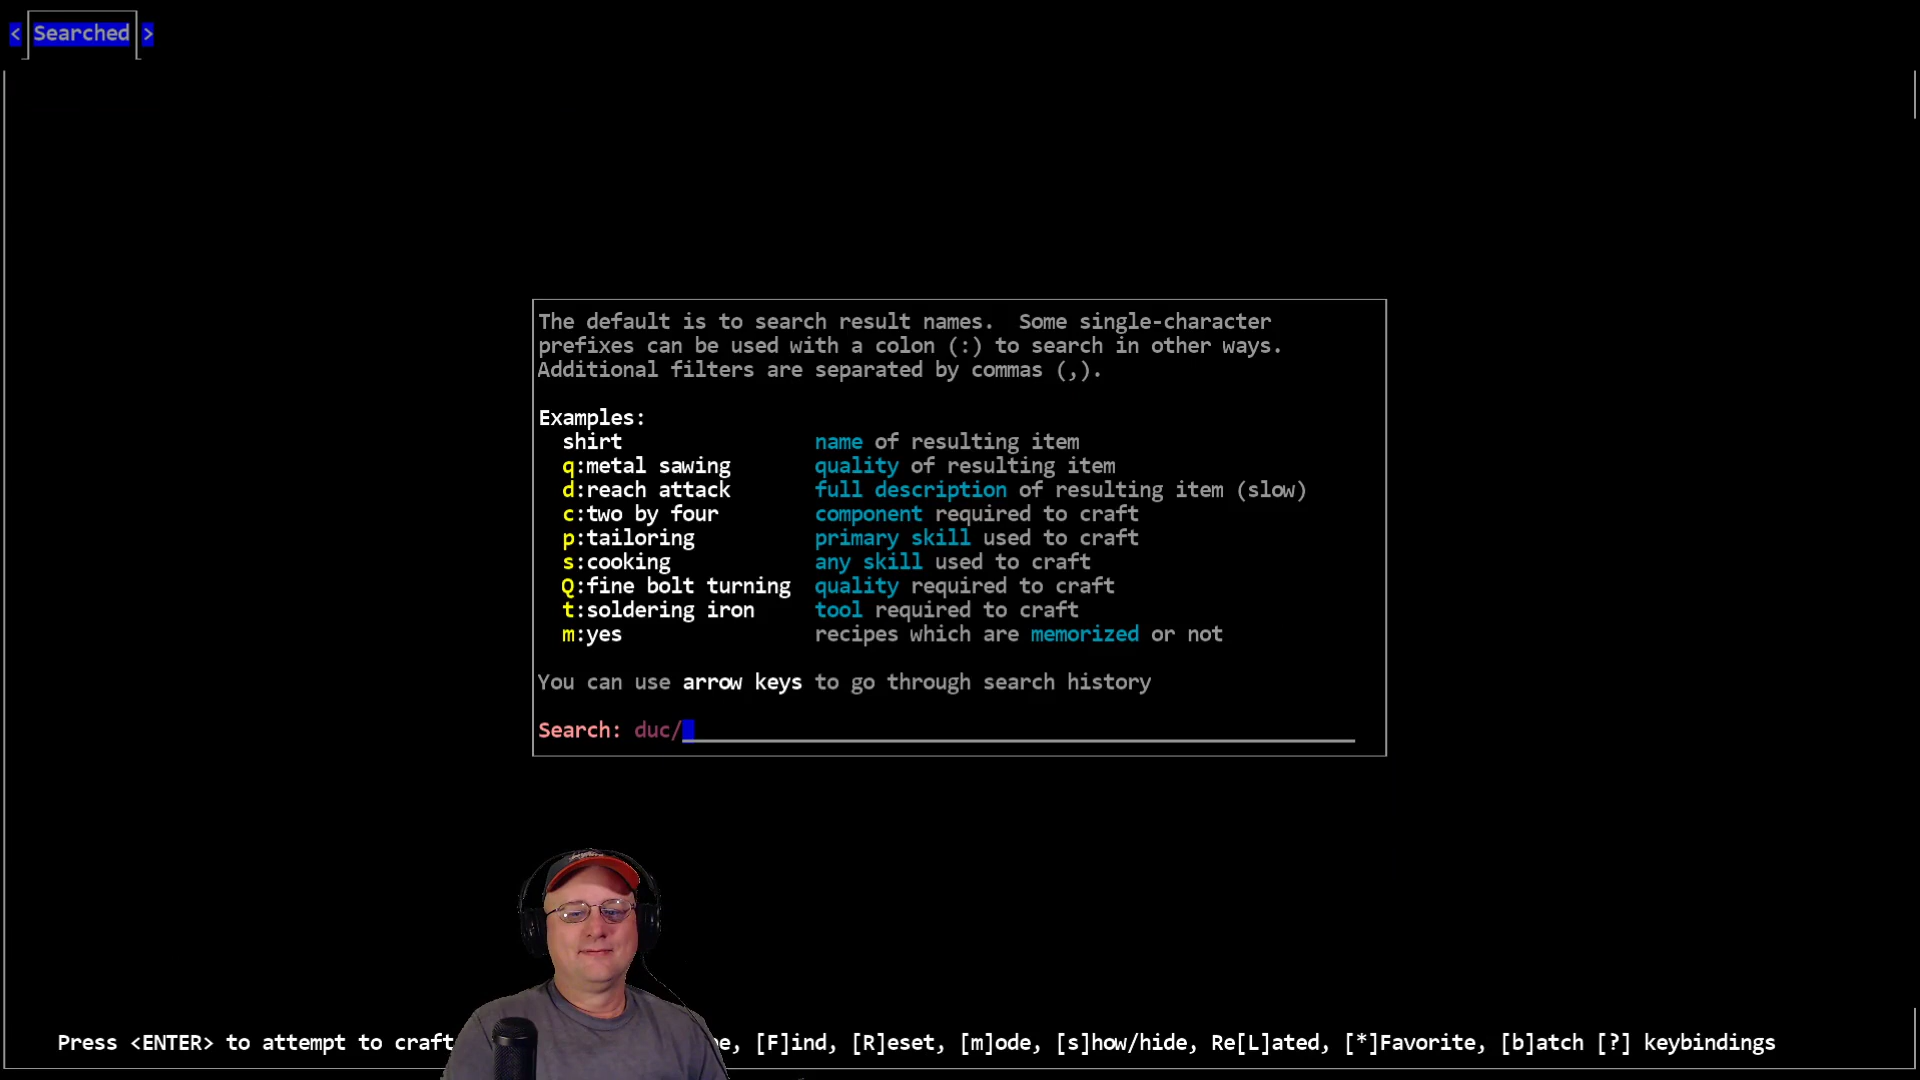 < Searched >
The default is to search result names.  Some single-character
prefixes can be used with a colon (:) to search in other ways.
Additional filters are separated by commas (,).
Examples:
shirt name of resulting item
q:metal sawing quality of resulting item
d:reach attack full description of resulting item (slow)
c:two by four component required to craft
p:tailoring primary skill used to craft
s:cooking any skill used to craft
Q:fine bolt turning quality required to craft
t:soldering iron tool required to craft
m:yes recipes which are memorized or not
You can use arrow keys to go through search history
Search: duc/
Press <ENTER> to attempt to craft , [F]ind, [R]eset, [m]ode, [s]how/hide, Re[L]ated, [*]Favorite, [b]atch [?] keybindings